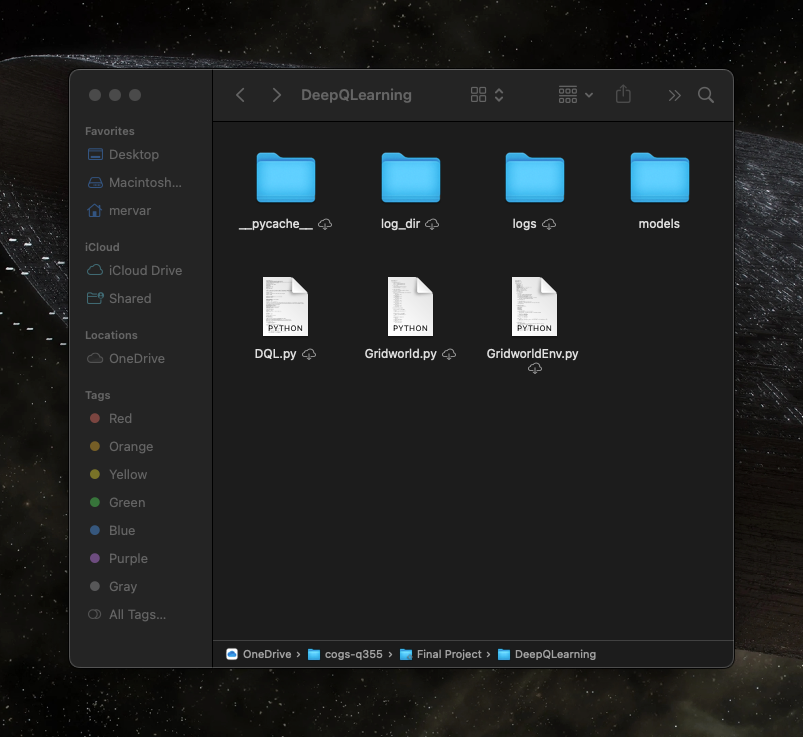 DeepQLearning
Favorites
Desktop
Macintosh...
mervar
iCloud
iCloud Drive
Shared
Locations
OneDrive
Tags
Red
Orange
Yellow
Green
Blue
Purple
Gray
All Tags...
__pycache__
log_dir
logs
models
PYTHON
PYTHON
PYTHON
DQL.py
Gridworld.py
GridworldEnv.py
OneDrive › cogs-q355 › Final Project › DeepQLearning